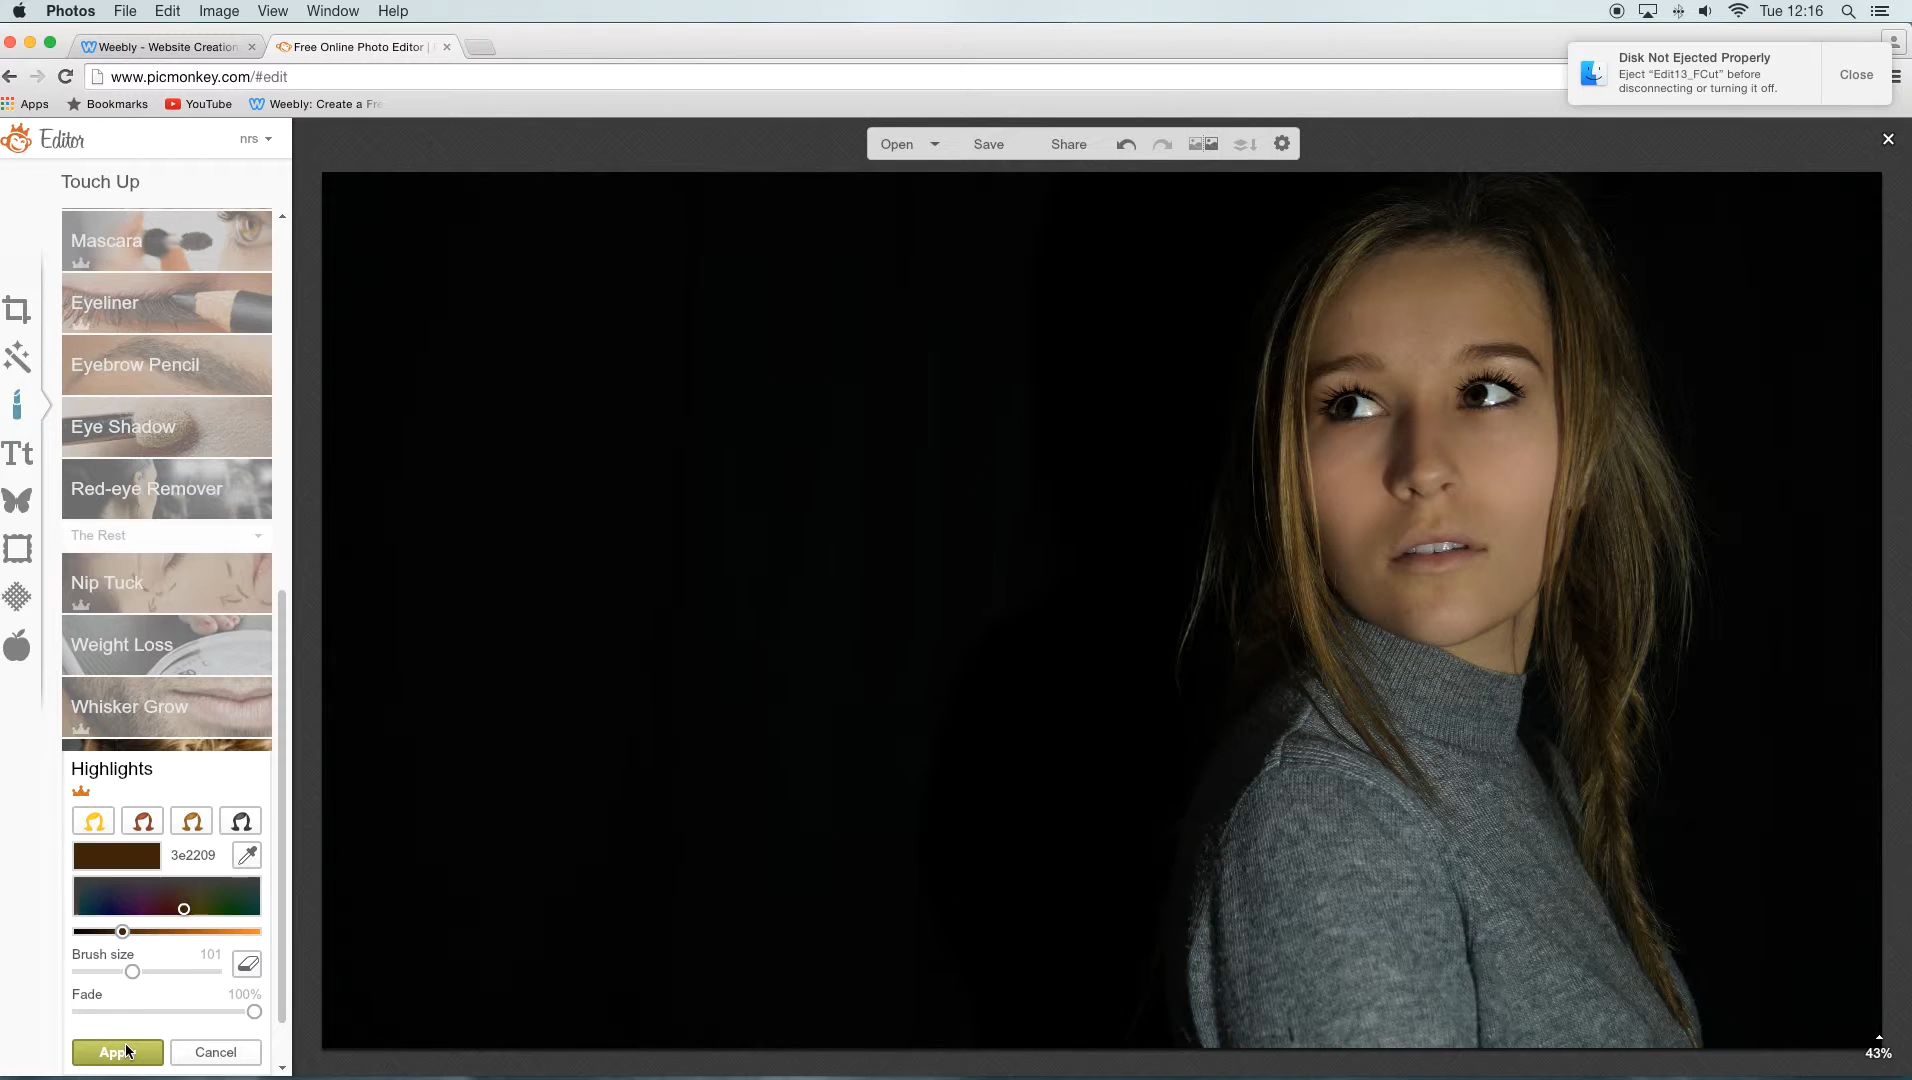 Photos File Edit Image View Window Help Tue 12:16
Weebly - Website Creation Free Online Photo Editor |
www.picmonkey.com/#edit
Apps Bookmarks YouTube Weebly: Create a Fre
Disk Not Ejected Properly
Eject “Edit13_FCut” before
disconnecting or turning it off.
Close
Editor nrs
Open Save Share
Touch Up
Mascara
Eyeliner
Eyebrow Pencil
Eye Shadow
Red-eye Remover
The Rest
Nip Tuck
Weight Loss
Whisker Grow
Highlights
3e2209
Brush size 101
Fade 100%
Cancel
Tt
43%